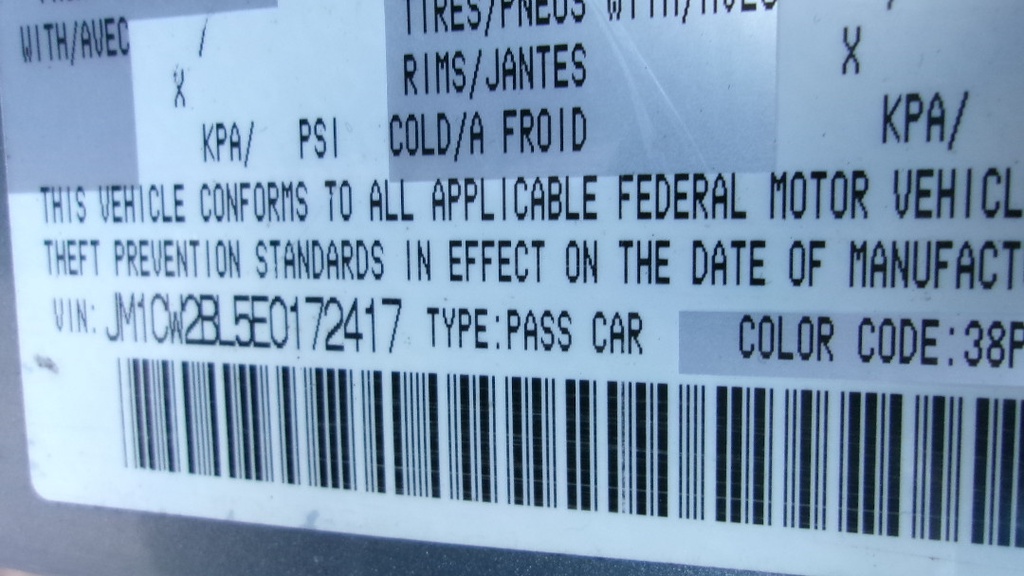 WITH/AVEC / TIRES/PNEUS WITH/AVEC /
X RIMS/JANTES X
KPA/ PSI COLD/A FROID KPA/
THIS VEHICLE CONFORMS TO ALL APPLICABLE FEDERAL MOTOR VEHICL
THEFT PREVENTION STANDARDS IN EFFECT ON THE DATE OF MANUFACT
VIN: JM1CW2BL5E0172417 TYPE:PASS CAR COLOR CODE:38P